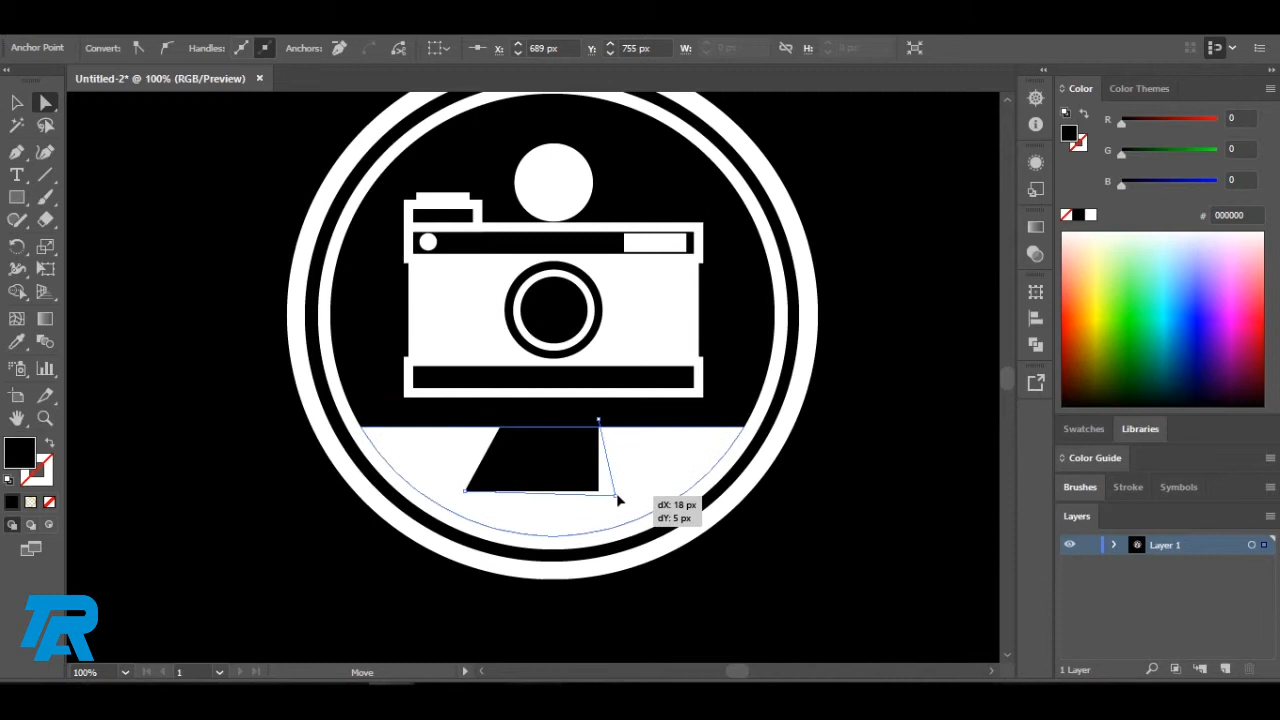 Anchor Point Convert: Handles: Anchors: X: 689 px Y: 755 px W: 0 px H: 0 px
Untitled-2* @ 100% (RGB/Preview) ×
Color Color Themes
R 0
G 0
B 0
# 000000
dX: 18 px
dY: 5 px
Swatches Libraries
Color Guide
Brushes Stroke Symbols
Layers
Layer 1
TAR
100% 1 Move 1 Layer